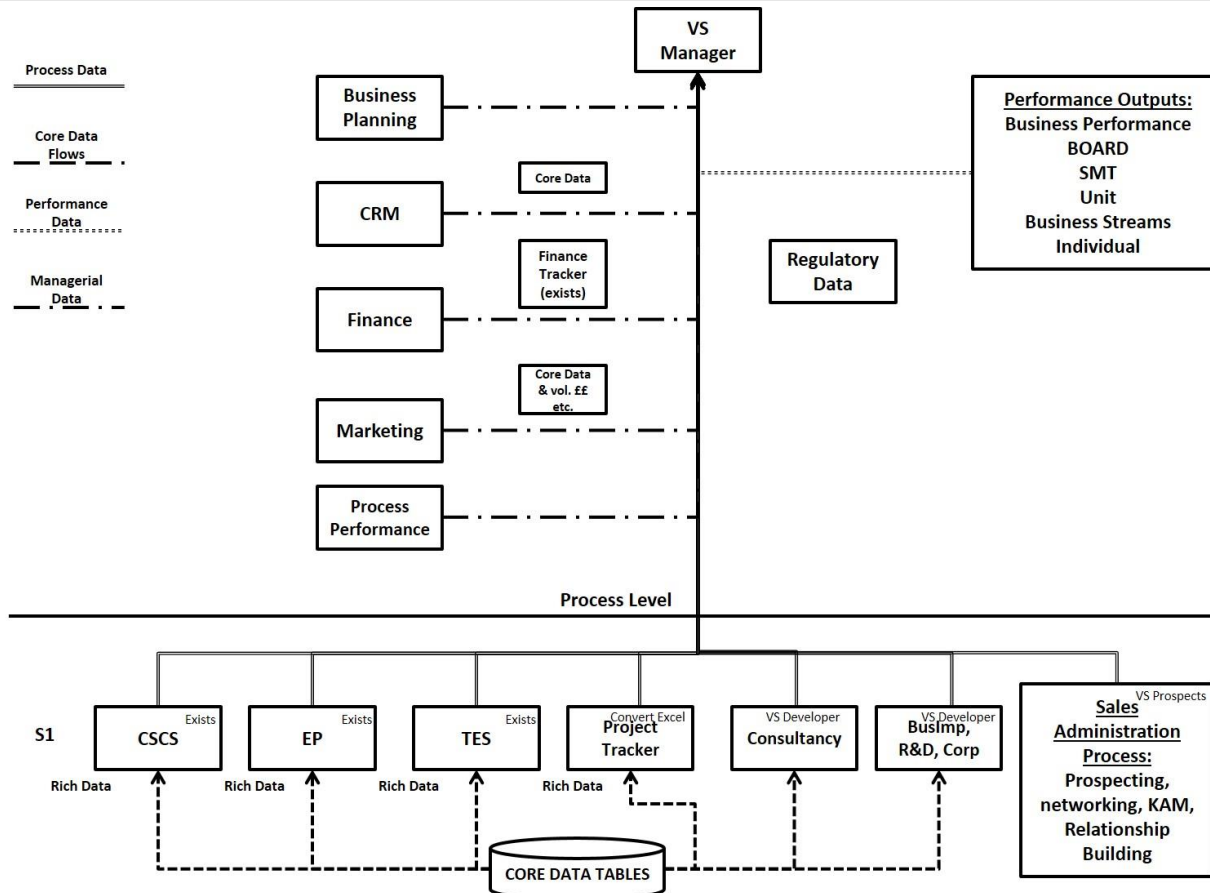 VS
Manager
Process Data
Core Data
Flows
Performance
Data
Managerial
Data
Business
Planning
Core Data
CRM
Finance
Tracker
(exists)
Finance
Core Data
& vol. ££
etc.
Marketing
Process
Performance
Performance Outputs:
Business Performance
BOARD
SMT
Unit
Business Streams
Individual
Regulatory
Data
Process Level
S1
Exists
CSCS
Rich Data
Exists
EP
Rich Data
Exists
TES
Rich Data
Convert Excel
Project
Tracker
Rich Data
VS Developer
Consultancy
VS Developer
BusImp,
R&D, Corp
VS Prospects
Sales
Administration
Process:
Prospecting,
networking, KAM,
Relationship
Building
CORE DATA TABLES